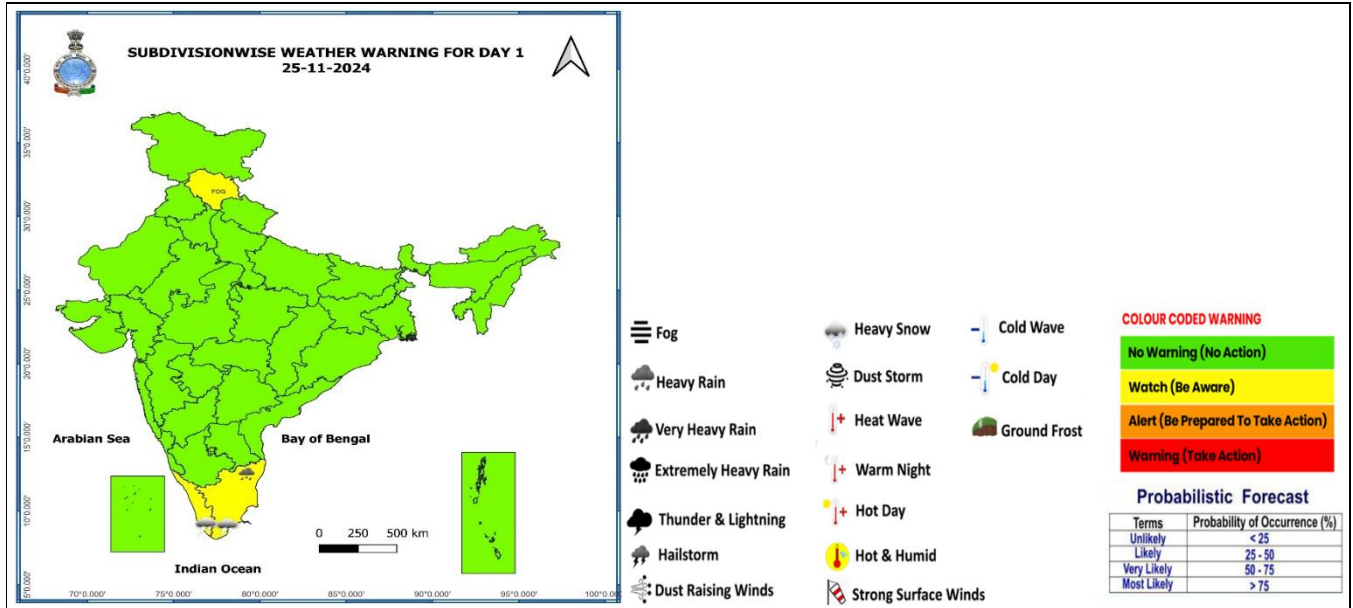 SUBDIVISIONWISE WEATHER WARNING FOR DAY 1
25-11-2024
40°0.000'
35°0.000'
30°0.000'
25°0.000'
20°0.000'
15°0.000'
10°0.000'
5°0.000'
FOG
Arabian Sea
Bay of Bengal
0 250 500 km
Indian Ocean
70°0.000' 75°0.000' 80°0.000' 85°0.000' 90°0.000' 95°0.000' 100°0.000'
Fog
Heavy Rain
Very Heavy Rain
Extremely Heavy Rain
Thunder & Lightning
Hailstorm
Dust Raising Winds
Heavy Snow
Dust Storm
Heat Wave
Warm Night
Hot Day
Hot & Humid
Strong Surface Winds
Cold Wave
Cold Day
Ground Frost
COLOUR CODED WARNING
No Warning (No Action)
Watch (Be Aware)
Alert (Be Prepared To Take Action)
Warning (Take Action)
Probabilistic Forecast
Terms Probability of Occurrence (%)
Unlikely < 25
Likely 25 - 50
Very Likely 50 - 75
Most Likely > 75